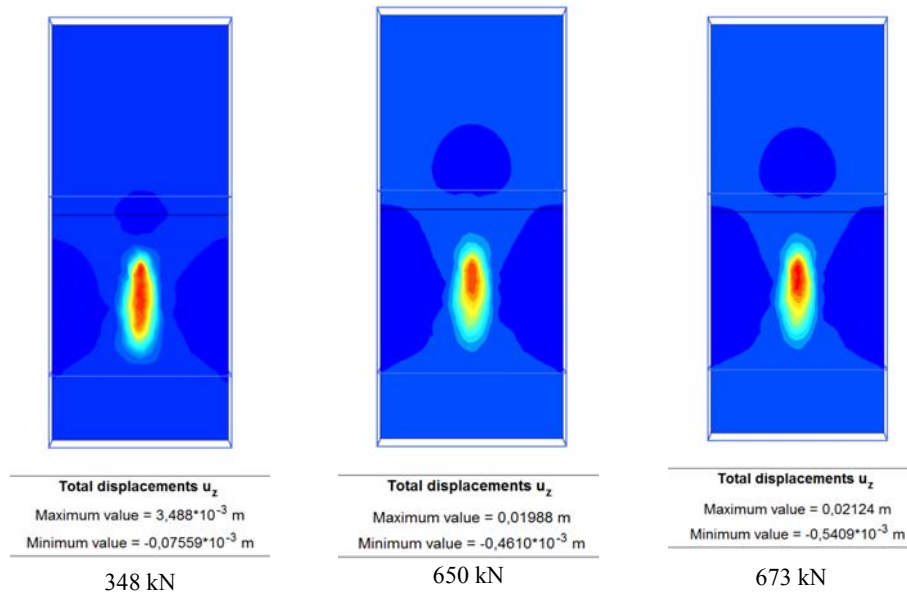 Total displacements uz
Maximum value = 3,488*10-3 m
Minimum value = -0,07559*10-3 m
348 kN
Total displacements uz
Maximum value = 0,01988 m
Minimum value = -0,4610*10-3 m
650 kN
Total displacements uz
Maximum value = 0,02124 m
Minimum value = -0,5409*10-3 m
673 kN